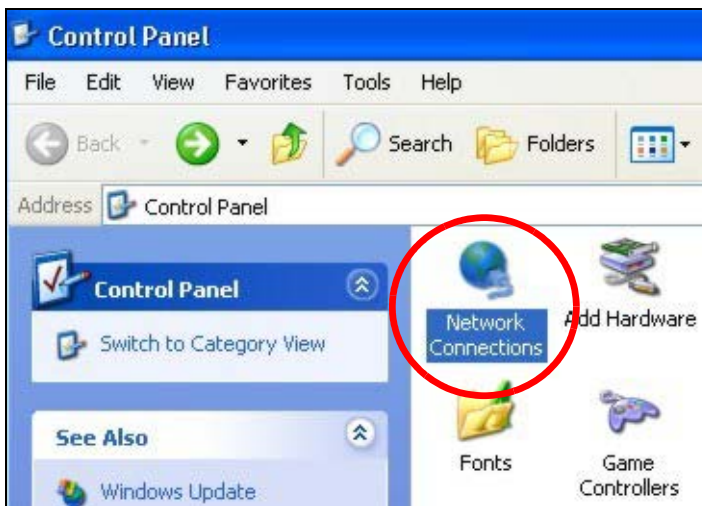 Control Panel
File Edit View Favorites Tools Help
Back Search Folders
Address Control Panel
Control Panel
Switch to Category View
See Also
Windows Update
Network
Connections
Add Hardware
Fonts
Game
Controllers